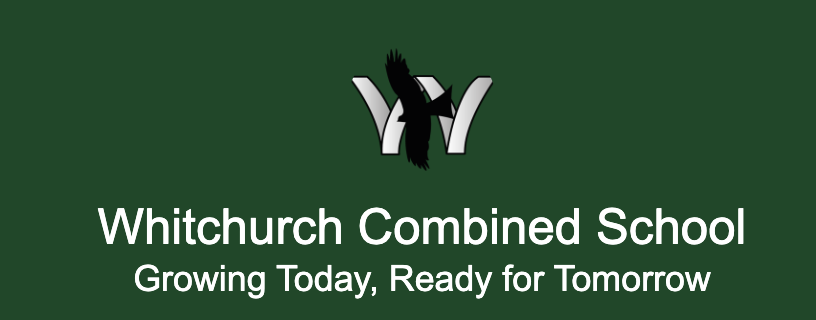 W
Whitchurch Combined School
Growing Today, Ready for Tomorrow